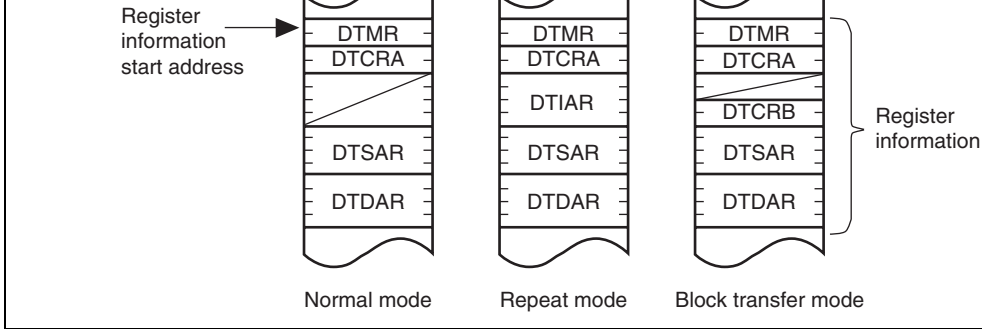 Register
information
start address
DTMR DTMR DTMR
DTCRA DTCRA DTCRA
DTIAR
DTCRB
DTSAR DTSAR DTSAR
DTDAR DTDAR DTDAR
Register
information
Normal mode Repeat mode Block transfer mode